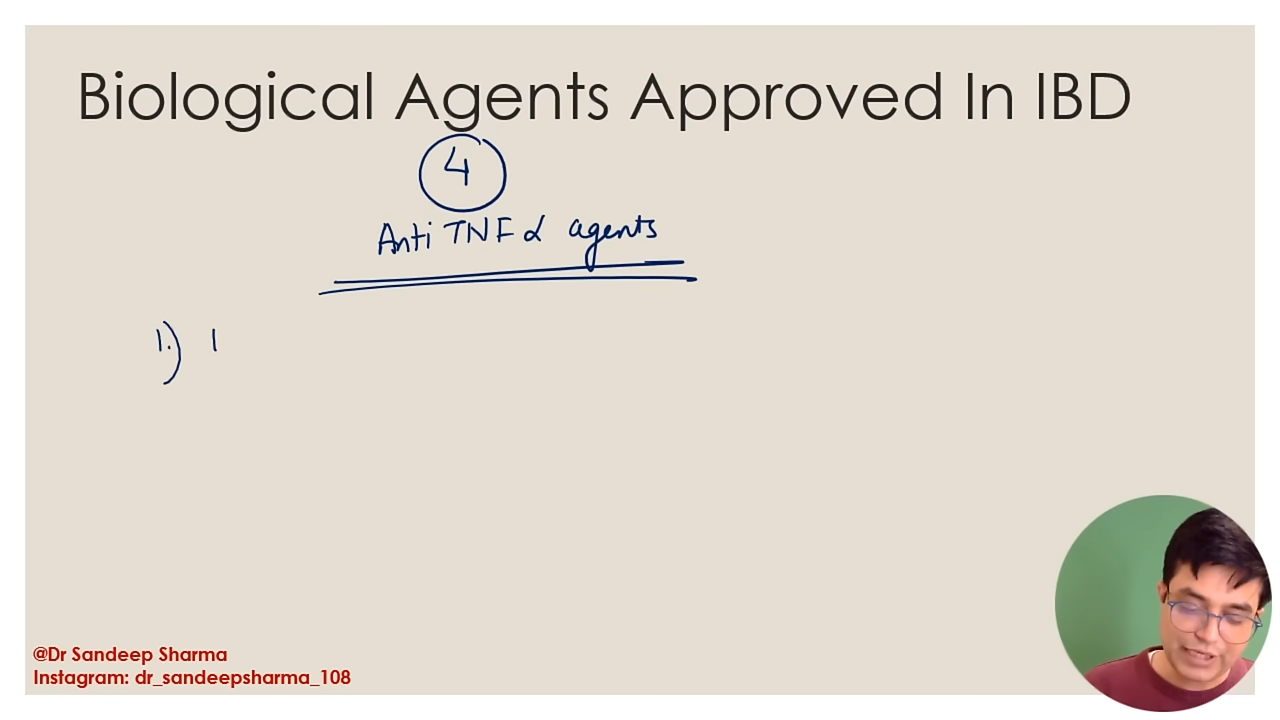 Biological Agents Approved In IBD
4
Anti TNF α agents
1.) I
@Dr Sandeep Sharma
Instagram: dr_sandeepsharma_108